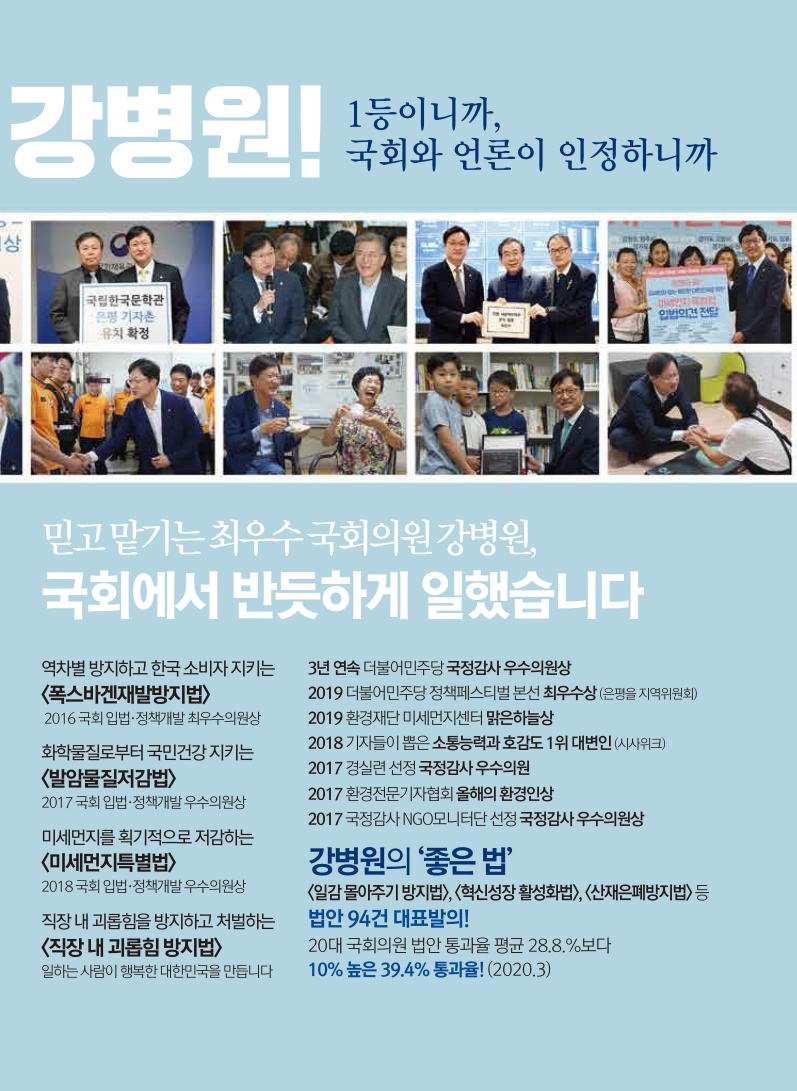 강병원!
1등이니까,
국회와 언론이 인정하니까
상
국립한국문학관
은평 기자촌
유치 확정
미세먼지 특별법
입법의견 전달
믿고 맡기는 최우수 국회의원 강병원,
국회에서 반듯하게 일했습니다
역차별 방지하고 한국 소비자 지키는
<폭스바겐재발방지법>
2016 국회 입법·정책개발 최우수의원상
화학물질로부터 국민건강 지키는
<발암물질저감법>
2017 국회 입법·정책개발 우수의원상
미세먼지를 획기적으로 저감하는
<미세먼지특별법>
2018 국회 입법·정책개발 우수의원상
직장 내 괴롭힘을 방지하고 처벌하는
<직장 내 괴롭힘 방지법>
일하는 사람이 행복한 대한민국을 만듭니다
3년 연속 더불어민주당 국정감사 우수의원상
2019 더불어민주당 정책페스티벌 본선 최우수상 (은평을 지역위원회)
2019 환경재단 미세먼지센터 맑은하늘상
2018 기자들이 뽑은 소통능력과 호감도 1위 대변인 (시사위크)
2017 경실련 선정 국정감사 우수의원
2017 환경전문기자협회 올해의 환경인상
2017 국정감사 NGO모니터단 선정 국정감사 우수의원상
강병원의 ‘좋은 법’
<일감 몰아주기 방지법>, <혁신성장 활성화법>, <산재은폐방지법> 등
법안 94건 대표발의!
20대 국회의원 법안 통과율 평균 28.8.%보다
10% 높은 39.4% 통과율! (2020.3)